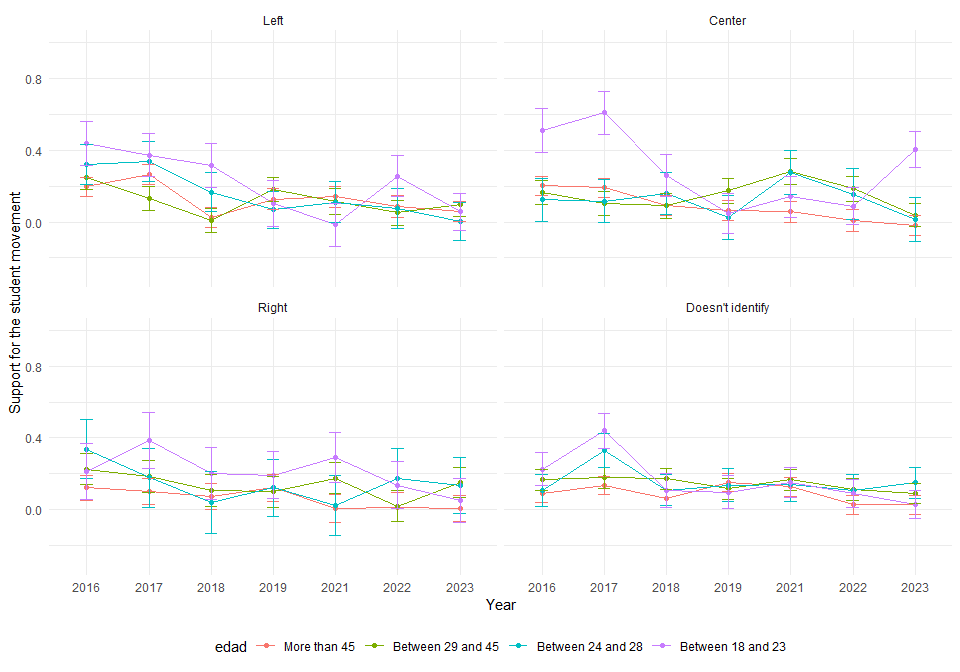 Left Center
0.8
0.4
0.0
Right Doesn't identify
0.8
0.4
0.0
Support for the student movement
2016 2017 2018 2019 2021 2022 2023 2016 2017 2018 2019 2021 2022 2023
Year
edad More than 45 Between 29 and 45 Between 24 and 28 Between 18 and 23